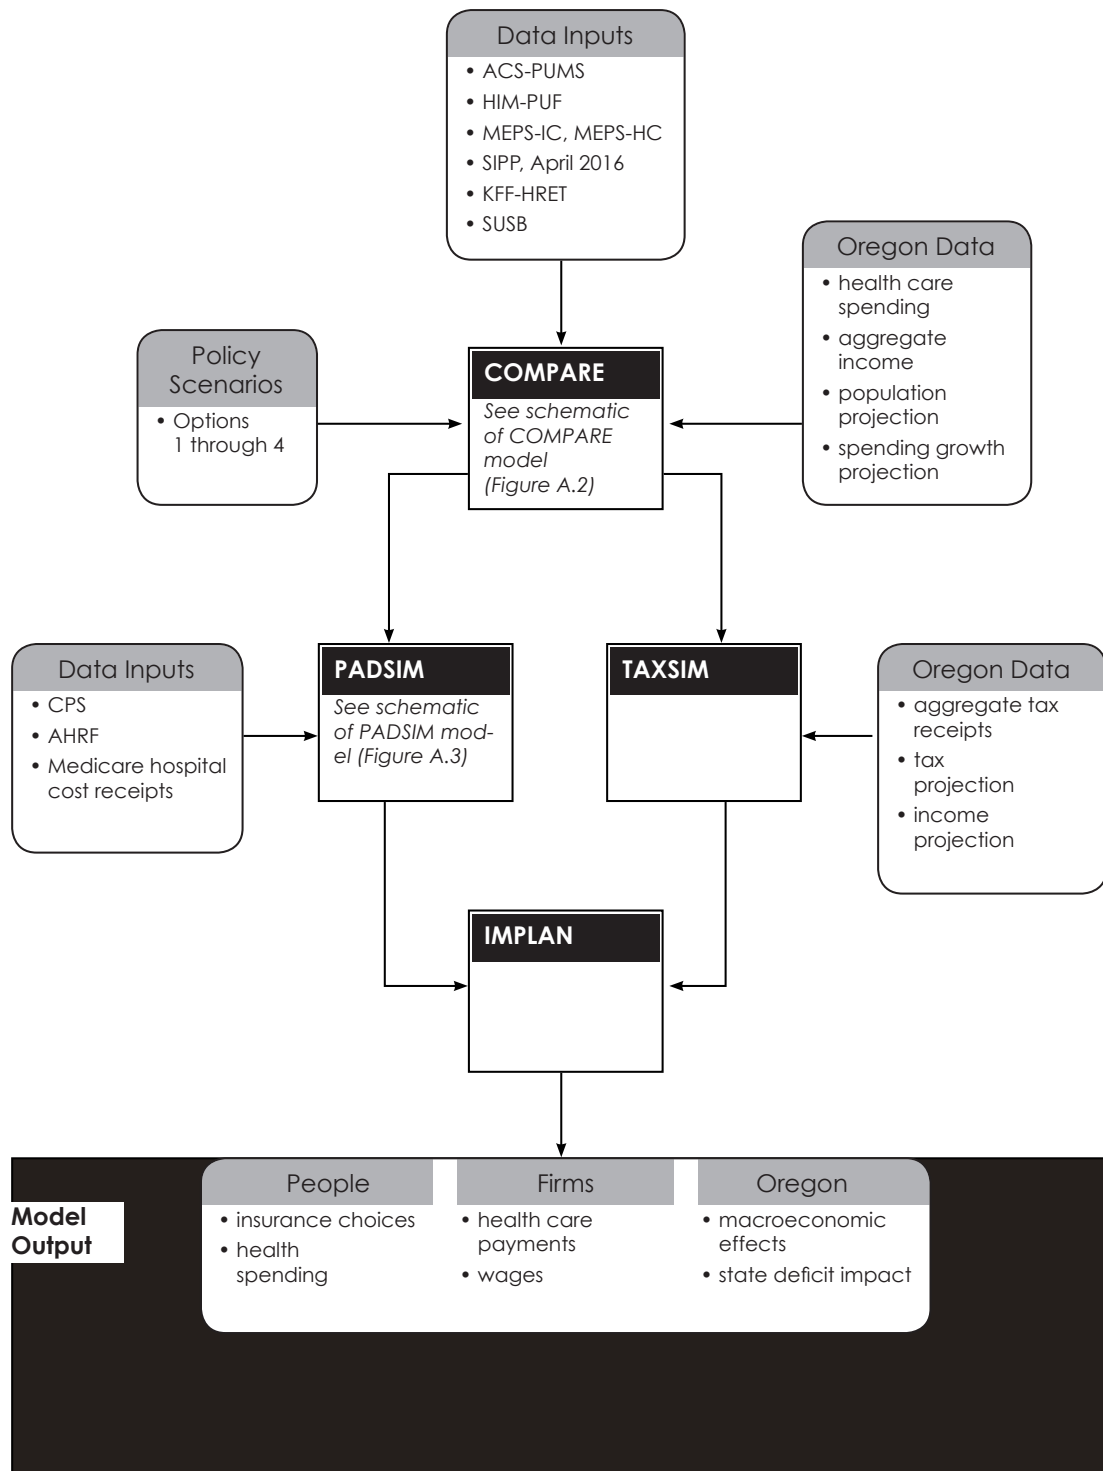 Data Inputs
• ACS-PUMS
• HIM-PUF
• MEPS-IC, MEPS-HC
• SIPP, April 2016
• KFF-HRET
• SUSB
Oregon Data
• health care
spending
• aggregate
income
• population
projection
• spending growth
projection
Policy
Scenarios
• Options
1 through 4
COMPARE
See schematic
of COMPARE
model
(Figure A.2)
Data Inputs
• CPS
• AHRF
• Medicare hospital
cost receipts
PADSIM
See schematic
of PADSIM mod-
el (Figure A.3)
TAXSIM
Oregon Data
• aggregate tax
receipts
• tax
projection
• income
projection
IMPLAN
Model
Output
People
• insurance choices
• health
spending
Firms
• health care
payments
• wages
Oregon
• macroeconomic
effects
• state deficit impact